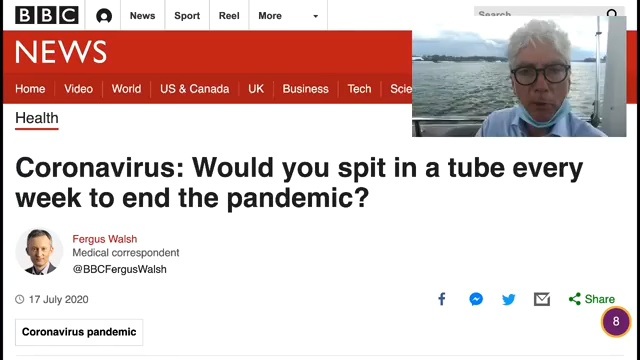 BBC News Sport Reel More Search
NEWS
Home Video World US & Canada UK Business Tech
Health
Coronavirus: Would you spit in a tube every
week to end the pandemic?
Fergus Walsh
Medical correspondent
@BBCFergusWalsh
17 July 2020 Share
8
Coronavirus pandemic